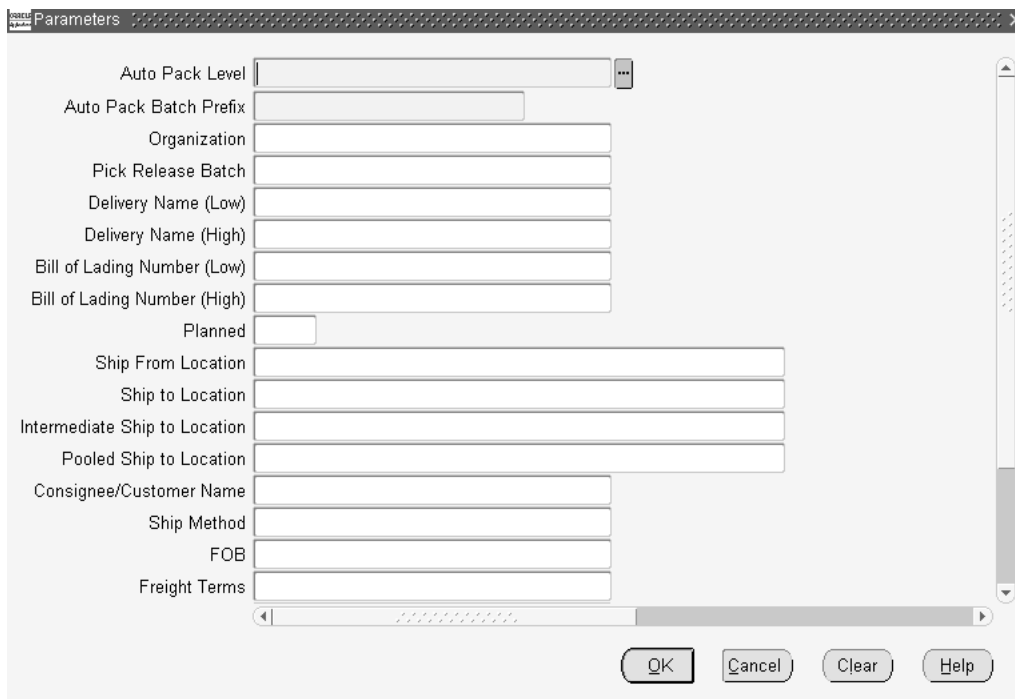 ORACLE
Parameters
Auto Pack Level
Auto Pack Batch Prefix
Organization
Pick Release Batch
Delivery Name (Low)
Delivery Name (High)
Bill of Lading Number (Low)
Bill of Lading Number (High)
Planned
Ship From Location
Ship to Location
Intermediate Ship to Location
Pooled Ship to Location
Consignee/Customer Name
Ship Method
FOB
Freight Terms
OK Cancel Clear Help